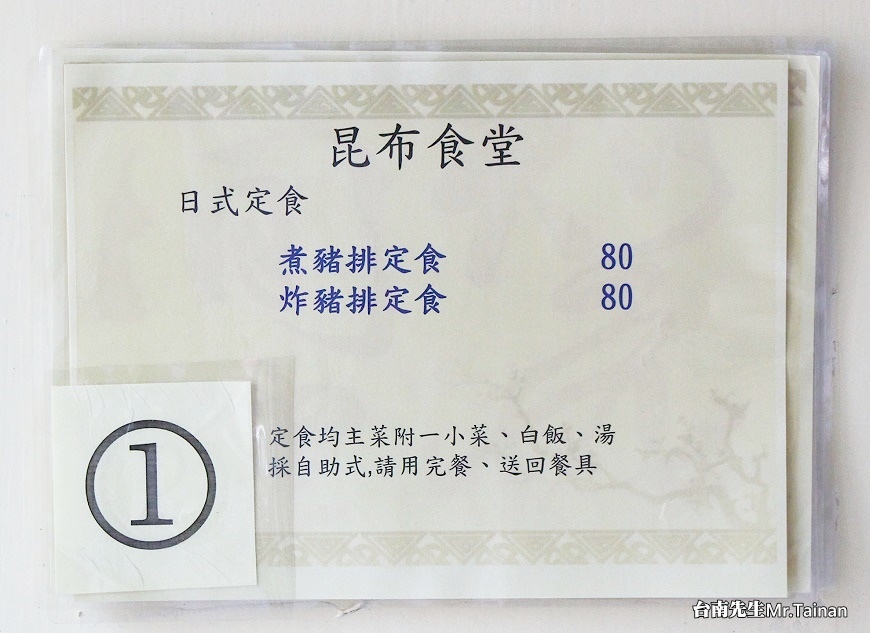 昆布食堂
日式定食
煮豬排定食 80
炸豬排定食 80
定食均主菜附一小菜、白飯、湯
採自助式,請用完餐、送回餐具
①
台南先生Mr.Tainan